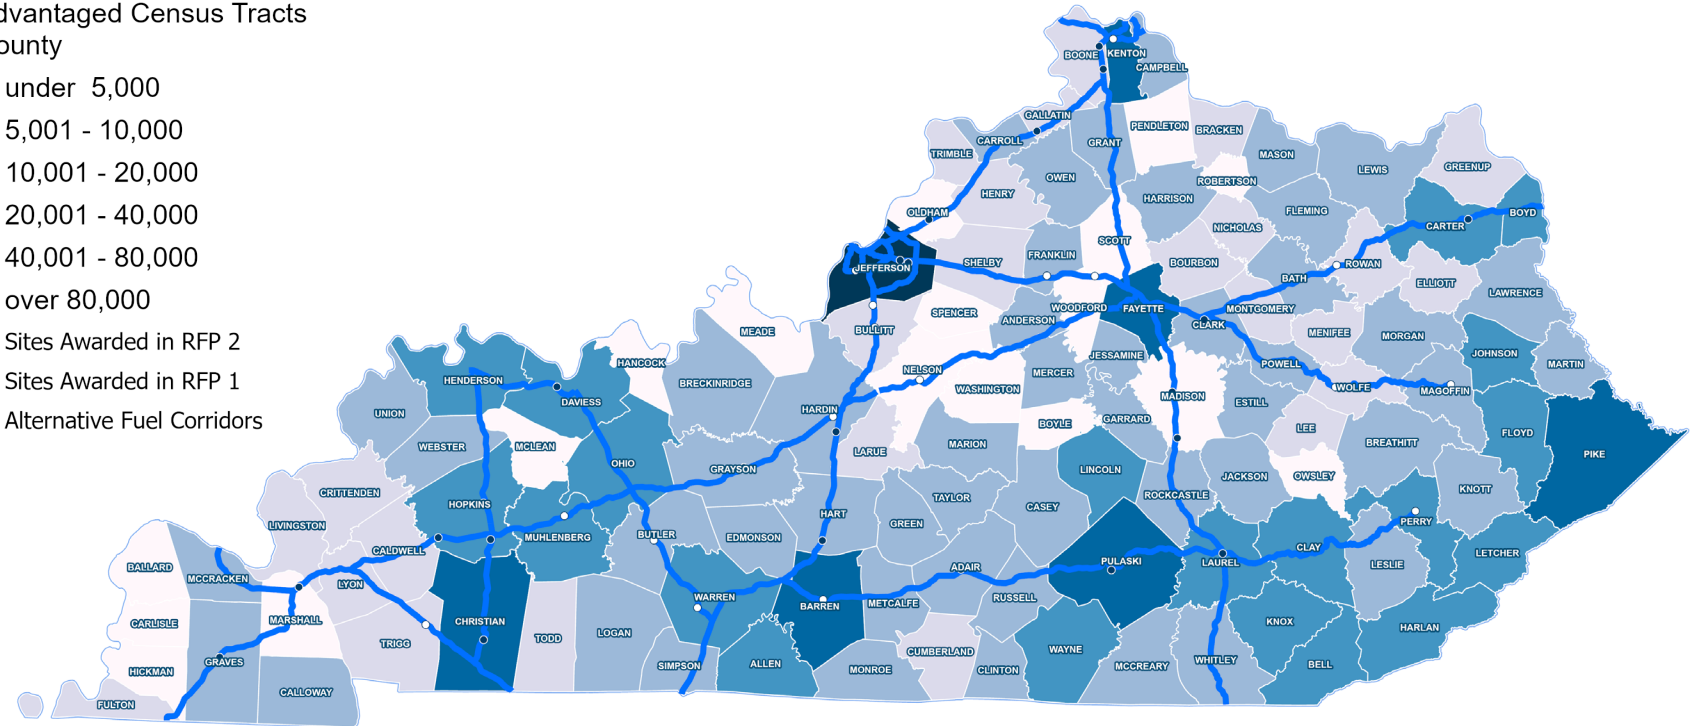 dvantaged Census Tracts
ounty
under 5,000
5,001 - 10,000
10,001 - 20,000
20,001 - 40,000
40,001 - 80,000
over 80,000
Sites Awarded in RFP 2
Sites Awarded in RFP 1
Alternative Fuel Corridors
BOONE
KENTON
CAMPBELL
GALLATIN
CARROLL
TRIMBLE
GRANT
PENDLETON
BRACKEN
MASON
LEWIS
GREENUP
OWEN
HENRY
HARRISON
ROBERTSON
FLEMING
NICHOLAS
OLDHAM
CARTER
BOYD
SCOTT
JEFFERSON
SHELBY
FRANKLIN
BOURBON
BATH
ROWAN
ELLIOTT
LAWRENCE
SPENCER
ANDERSON
WOODFORD
FAYETTE
CLARK
MONTGOMERY
MENIFEE
MORGAN
MEADE
BULLITT
JESSAMINE
POWELL
JOHNSON
MARTIN
HANCOCK
BRECKINRIDGE
NELSON
WASHINGTON
MERCER
MADISON
ESTILL
WOLFE
MAGOFFIN
HENDERSON
DAVIESS
UNION
HARDIN
BOYLE
GARRARD
LEE
BREATHITT
FLOYD
PIKE
WEBSTER
MCLEAN
OHIO
GRAYSON
LARUE
MARION
LINCOLN
JACKSON
OWSLEY
KNOTT
CRITTENDEN
HOPKINS
LIVINGSTON
MUHLENBERG
BUTLER
EDMONSON
HART
GREEN
TAYLOR
CASEY
ROCKCASTLE
PERRY
CALDWELL
BALLARD
MCCRACKEN
LYON
WARREN
BARREN
METCALFE
ADAIR
RUSSELL
PULASKI
LAUREL
CLAY
LESLIE
LETCHER
CARLISLE
MARSHALL
CHRISTIAN
TRIGG
TODD
LOGAN
SIMPSON
ALLEN
MONROE
CUMBERLAND
CLINTON
WAYNE
MCCREARY
WHITLEY
KNOX
BELL
HARLAN
HICKMAN
GRAVES
CALLOWAY
FULTON